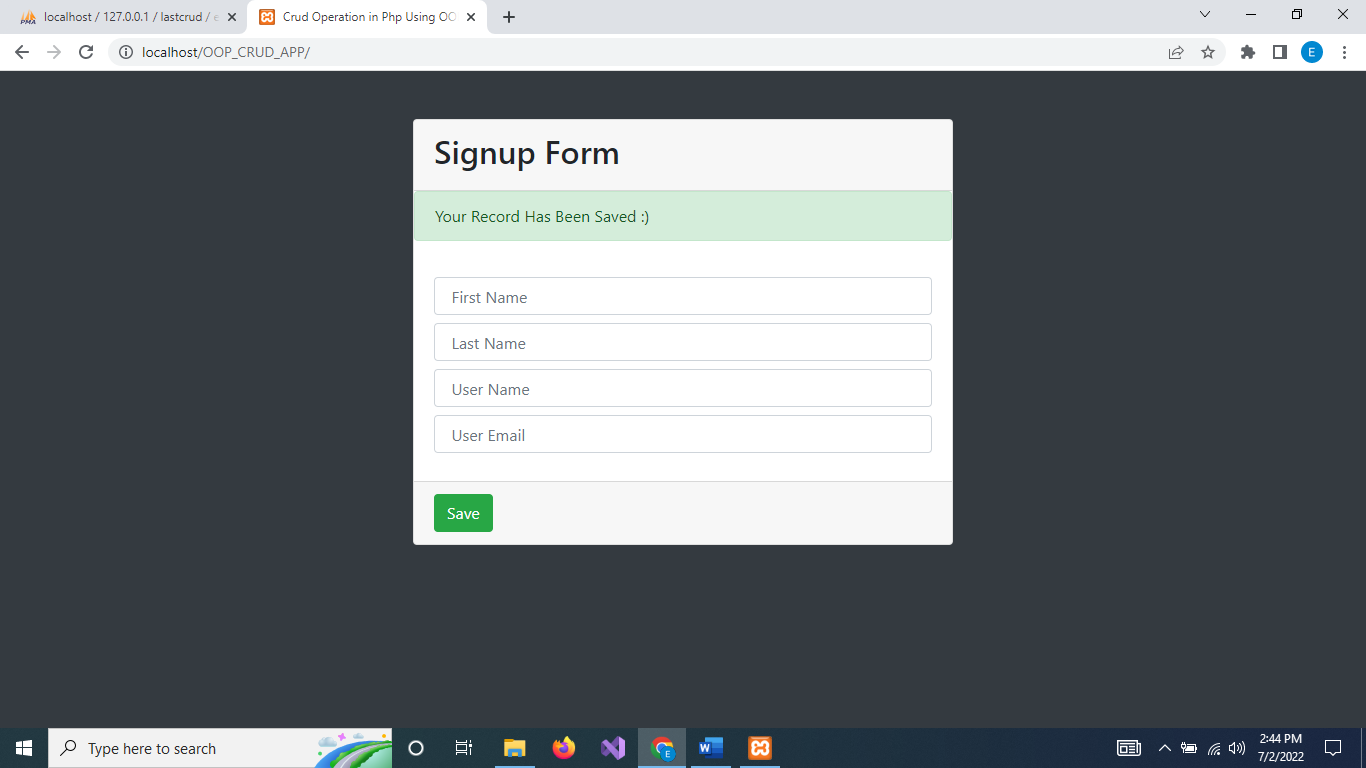 PMA
localhost / 127.0.0.1 / lastcrud / e
Crud Operation in Php Using OO
localhost/OOP_CRUD_APP/
E
Signup Form
Your Record Has Been Saved :)
First Name
Last Name
User Name
User Email
Save
Type here to search
E
W
2:44 PM
7/2/2022